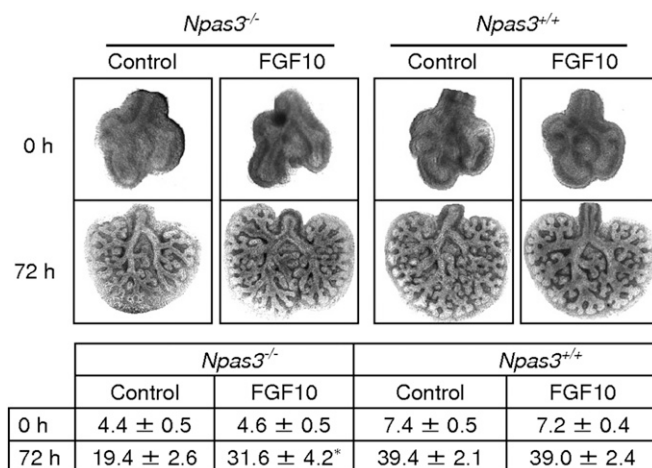 Npas3-/- Npas3+/+
Control FGF10 Control FGF10
0 h
72 h
Npas3-/- Npas3+/+
Control FGF10 Control FGF10
0 h 4.4 ± 0.5 4.6 ± 0.5 7.4 ± 0.5 7.2 ± 0.4
72 h 19.4 ± 2.6 31.6 ± 4.2* 39.4 ± 2.1 39.0 ± 2.4